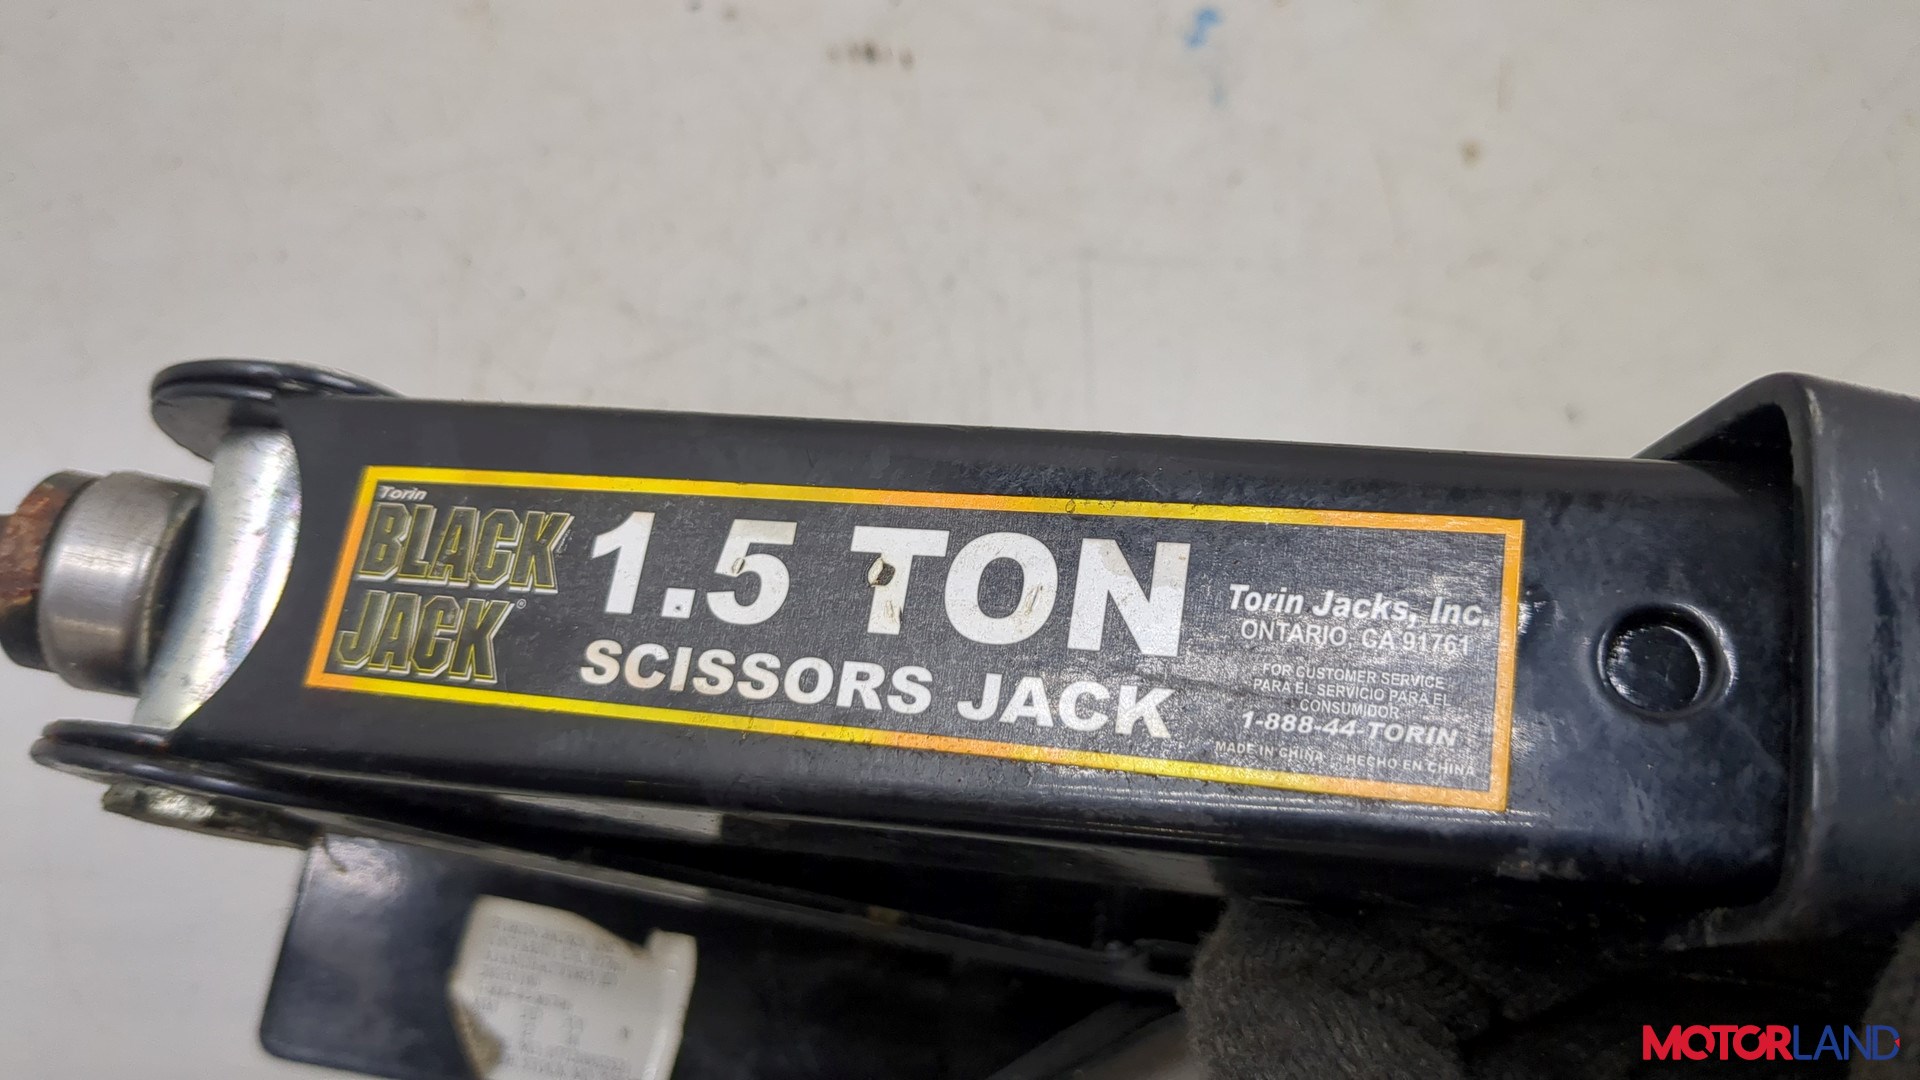 Torin
BLACK
JACK®
1.5 TON
SCISSORS JACK
Torin Jacks, Inc.
ONTARIO, CA 91761
FOR CUSTOMER SERVICE
PARA EL SERVICIO PARA EL
CONSUMIDOR
1-888-44-TORIN
MADE IN CHINA HECHO EN CHINA
MOTORLAND